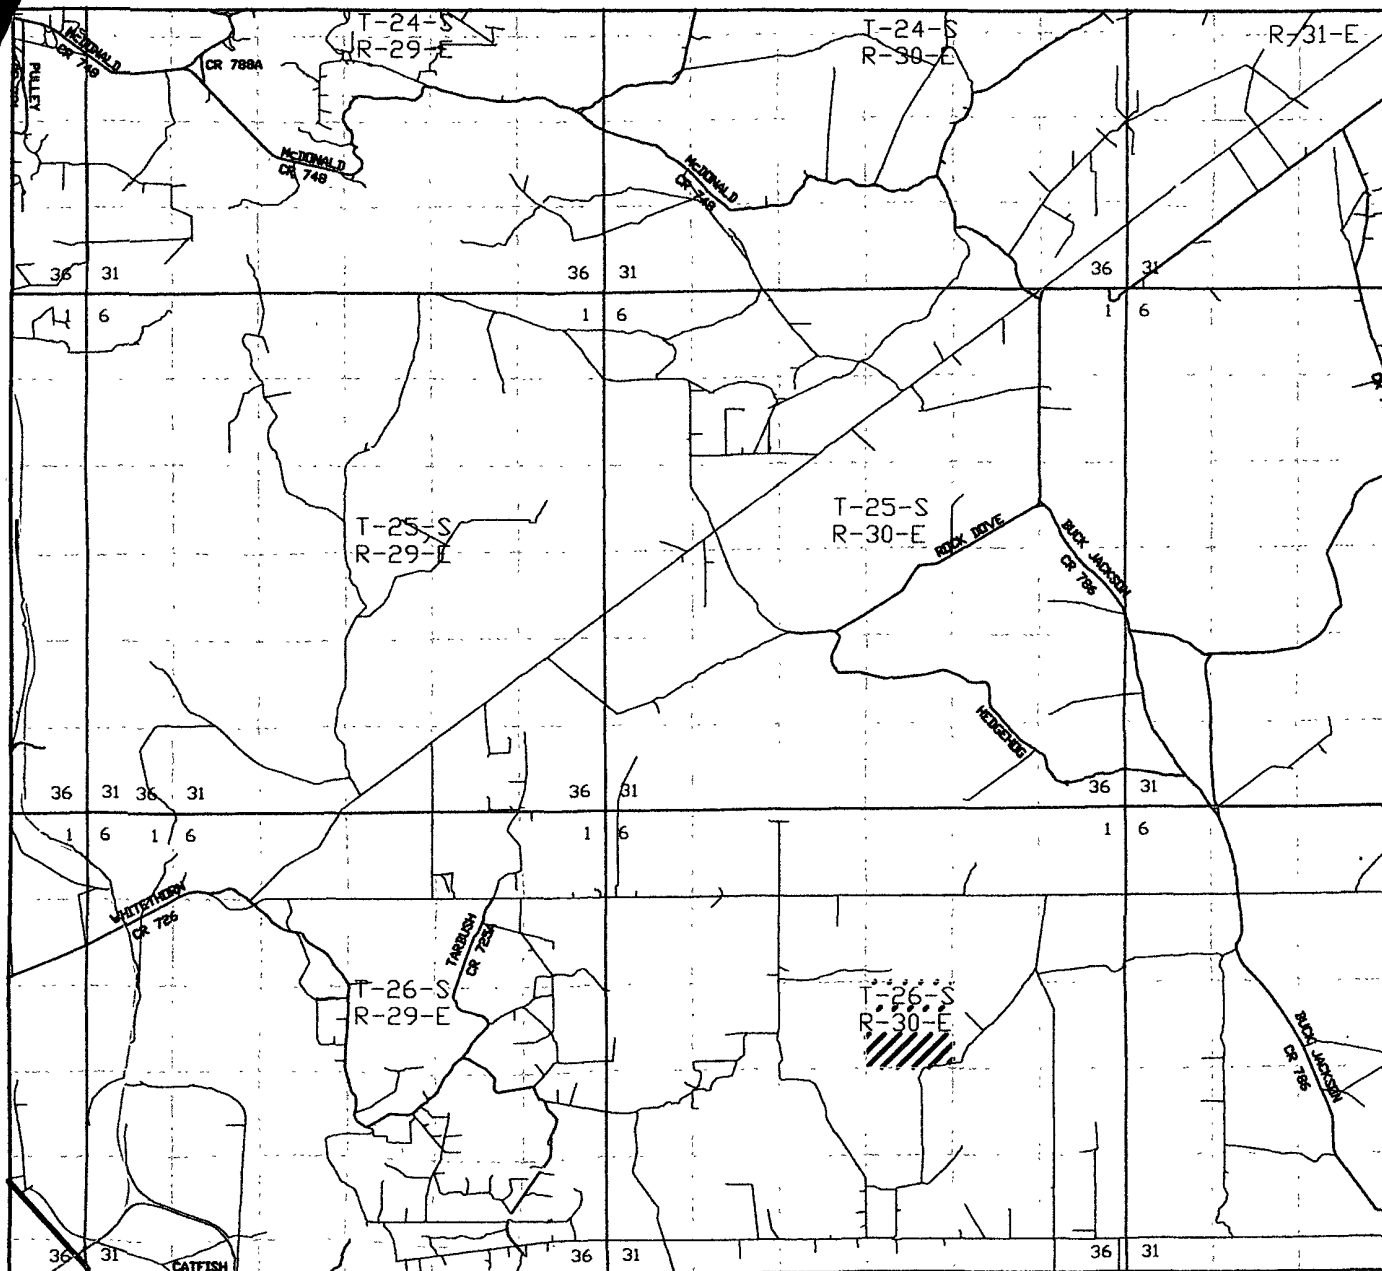 T-24-S
R-29-E
T-24-S
R-30-E
R-31-E
McDONALD
CR 748
PULLEY
CR 788A
McDONALD
CR 748
McDONALD
CR 748
36 31
36 31
36 31
6
1 6
1 6
T-25-S
R-29-E
T-25-S
R-30-E
ROCK DOVE
BUCK JACKSON
CR 786
HEDGEHOG
36 31 36 31
36 31
36 31
1 6 1 6
1 6
1 6
WHITETHORN
CR 726
TARBUSH
CR 725A
T-26-S
R-29-E
T-26-S
R-30-E
BUCK JACKSON
CR 786
36 31
36 31
36 31
CATFISH